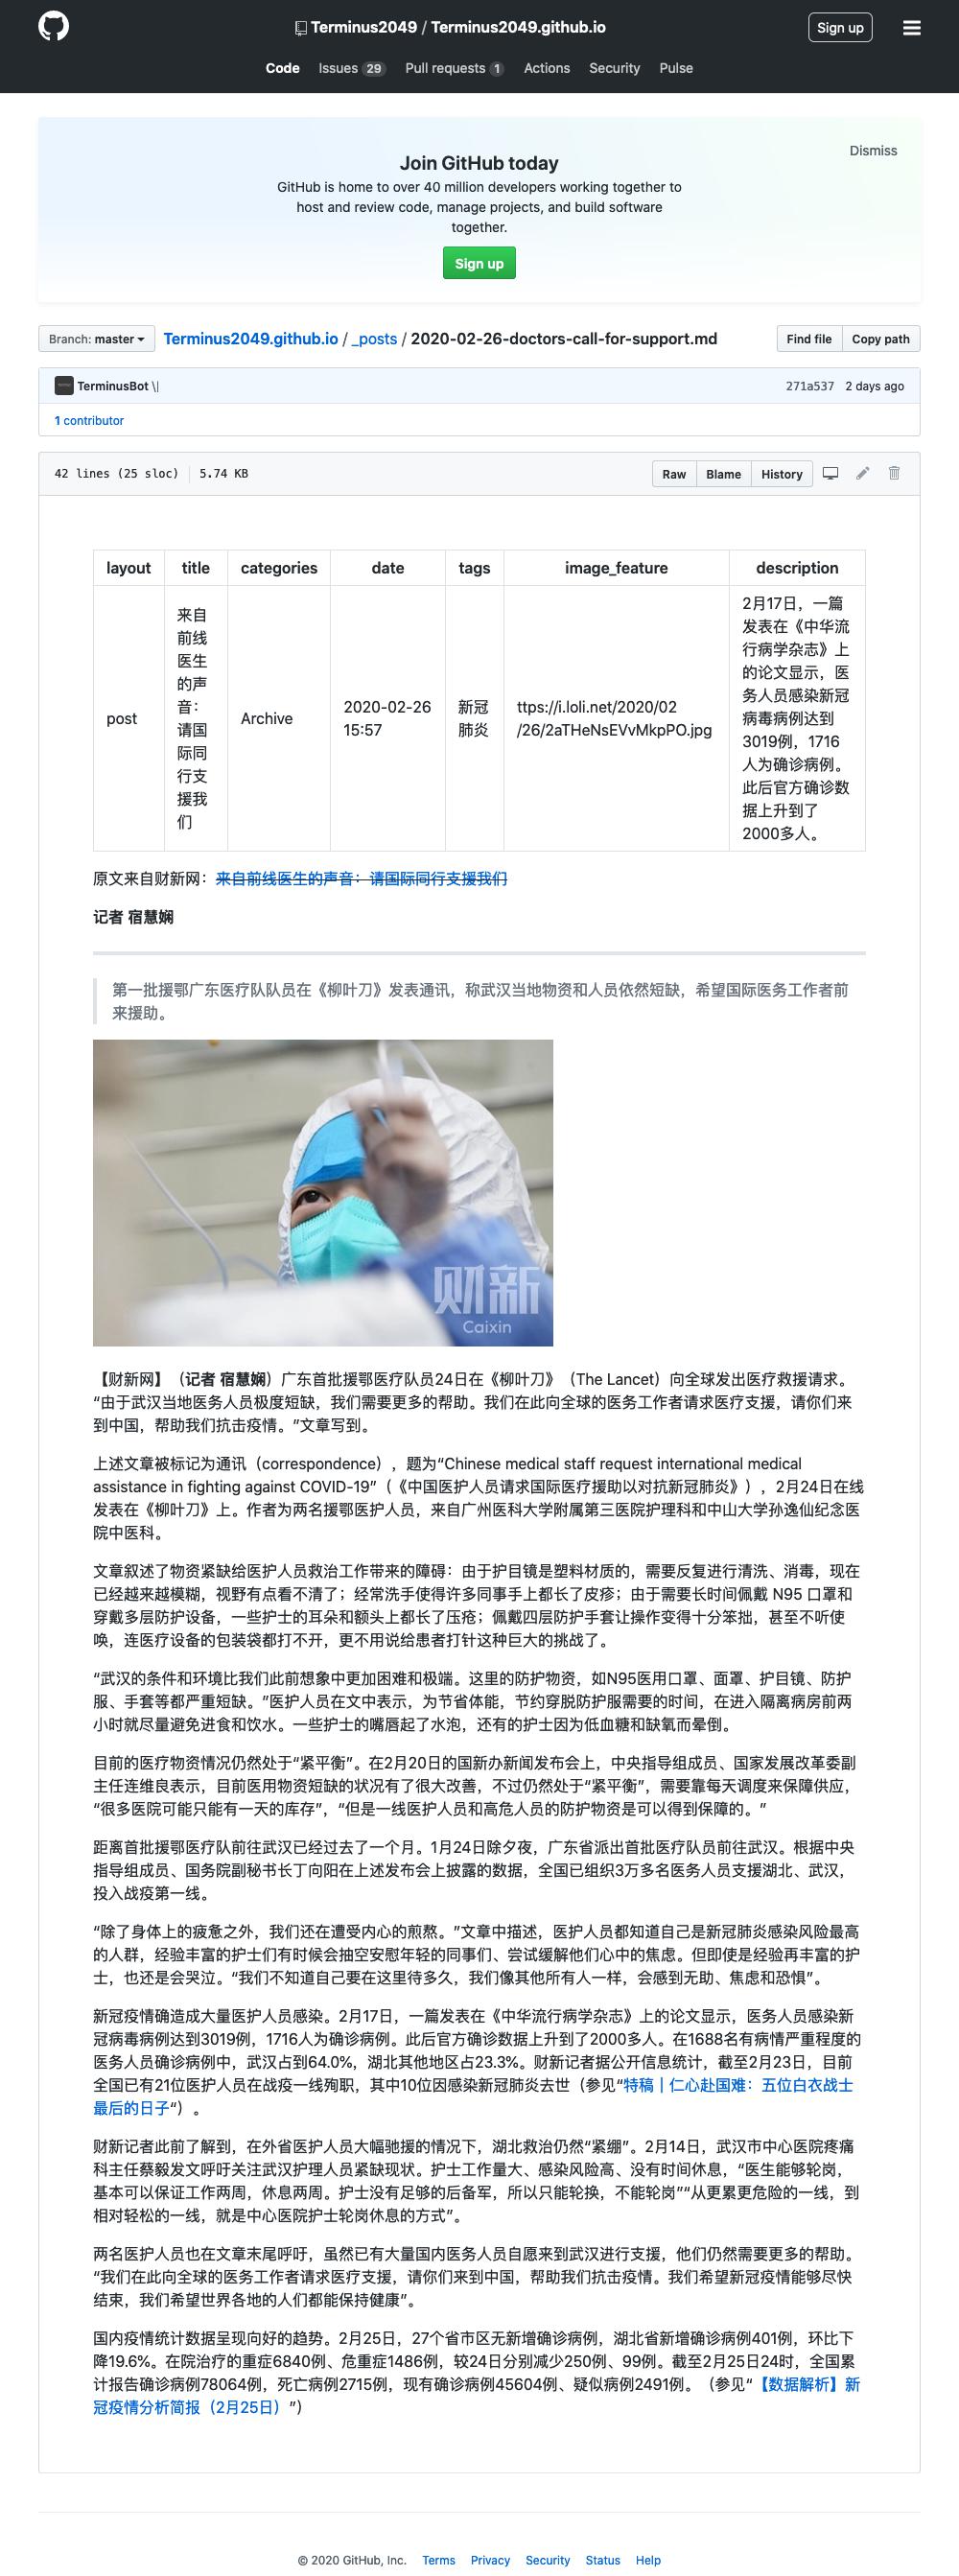 Terminus2049 / Terminus2049.github.io
Sign up
Code Issues 29 Pull requests 1 Actions Security Pulse
Dismiss
Join GitHub today
GitHub is home to over 40 million developers working together to
host and review code, manage projects, and build software
together.
Sign up
Branch: master
Terminus2049.github.io / _posts / 2020-02-26-doctors-call-for-support.md
Find file Copy path
TerminusBot \|
271a537 2 days ago
1 contributor
42 lines (25 sloc) 5.74 KB
Raw Blame History
layout title categories date tags image_feature description
post
来自
前线
医生
的声
音：
请国
际同
行支
援我
们
Archive
2020-02-26
15:57
新冠
肺炎
ttps://i.loli.net/2020/02
/26/2aTHeNsEVvMkpPO.jpg
2月17日，一篇
发表在《中华流
行病学杂志》上
的论文显示，医
务人员感染新冠
病毒病例达到
3019例，1716
人为确诊病例。
此后官方确诊数
据上升到了
2000多人。
原文来自财新网：来自前线医生的声音：请国际同行支援我们
记者 宿慧娴
第一批援鄂广东医疗队队员在《柳叶刀》发表通讯，称武汉当地物资和人员依然短缺，希望国际医务工作者前
来援助。
财新
Caixin
【财新网】（记者 宿慧娴）广东首批援鄂医疗队员24日在《柳叶刀》（The Lancet）向全球发出医疗救援请求。
“由于武汉当地医务人员极度短缺，我们需要更多的帮助。我们在此向全球的医务工作者请求医疗支援，请你们来
到中国，帮助我们抗击疫情。”文章写到。
上述文章被标记为通讯（correspondence），题为“Chinese medical staff request international medical
assistance in fighting against COVID-19”（《中国医护人员请求国际医疗援助以对抗新冠肺炎》），2月24日在线
发表在《柳叶刀》上。作者为两名援鄂医护人员，来自广州医科大学附属第三医院护理科和中山大学孙逸仙纪念医
院中医科。
文章叙述了物资紧缺给医护人员救治工作带来的障碍：由于护目镜是塑料材质的，需要反复进行清洗、消毒，现在
已经越来越模糊，视野有点看不清了；经常洗手使得许多同事手上都长了皮疹；由于需要长时间佩戴 N95 口罩和
穿戴多层防护设备，一些护士的耳朵和额头上都长了压疮；佩戴四层防护手套让操作变得十分笨拙，甚至不听使
唤，连医疗设备的包装袋都打不开，更不用说给患者打针这种巨大的挑战了。
“武汉的条件和环境比我们此前想象中更加困难和极端。这里的防护物资，如N95医用口罩、面罩、护目镜、防护
服、手套等都严重短缺。”医护人员在文中表示，为节省体能，节约穿脱防护服需要的时间，在进入隔离病房前两
小时就尽量避免进食和饮水。一些护士的嘴唇起了水泡，还有的护士因为低血糖和缺氧而晕倒。
目前的医疗物资情况仍然处于“紧平衡”。在2月20日的国新办新闻发布会上，中央指导组成员、国家发展改革委副
主任连维良表示，目前医用物资短缺的状况有了很大改善，不过仍然处于“紧平衡”，需要靠每天调度来保障供应，
“很多医院可能只能有一天的库存”，“但是一线医护人员和高危人员的防护物资是可以得到保障的。”
距离首批援鄂医疗队前往武汉已经过去了一个月。1月24日除夕夜，广东省派出首批医疗队员前往武汉。根据中央
指导组成员、国务院副秘书长丁向阳在上述发布会上披露的数据，全国已组织3万多名医务人员支援湖北、武汉，
投入战疫第一线。
“除了身体上的疲惫之外，我们还在遭受内心的煎熬。”文章中描述，医护人员都知道自己是新冠肺炎感染风险最高
的人群，经验丰富的护士们有时候会抽空安慰年轻的同事们、尝试缓解他们心中的焦虑。但即使是经验再丰富的护
士，也还是会哭泣。“我们不知道自己要在这里待多久，我们像其他所有人一样，会感到无助、焦虑和恐惧”。
新冠疫情确造成大量医护人员感染。2月17日，一篇发表在《中华流行病学杂志》上的论文显示，医务人员感染新
冠病毒病例达到3019例，1716人为确诊病例。此后官方确诊数据上升到了2000多人。在1688名有病情严重程度的
医务人员确诊病例中，武汉占到64.0%，湖北其他地区占23.3%。财新记者据公开信息统计，截至2月23日，目前
全国已有21位医护人员在战疫一线殉职，其中10位因感染新冠肺炎去世（参见“特稿｜仁心赴国难：五位白衣战士
最后的日子“）。
财新记者此前了解到，在外省医护人员大幅驰援的情况下，湖北救治仍然“紧绷”。2月14日，武汉市中心医院疼痛
科主任蔡毅发文呼吁关注武汉护理人员紧缺现状。护士工作量大、感染风险高、没有时间休息，“医生能够轮岗，
基本可以保证工作两周，休息两周。护士没有足够的后备军，所以只能轮换，不能轮岗”“从更累更危险的一线，到
相对轻松的一线，就是中心医院护士轮岗休息的方式”。
两名医护人员也在文章末尾呼吁，虽然已有大量国内医务人员自愿来到武汉进行支援，他们仍然需要更多的帮助。
“我们在此向全球的医务工作者请求医疗支援，请你们来到中国，帮助我们抗击疫情。我们希望新冠疫情能够尽快
结束，我们希望世界各地的人们都能保持健康”。
国内疫情统计数据呈现向好的趋势。2月25日，27个省市区无新增确诊病例，湖北省新增确诊病例401例，环比下
降19.6%。在院治疗的重症6840例、危重症1486例，较24日分别减少250例、99例。截至2月25日24时，全国累
计报告确诊病例78064例，死亡病例2715例，现有确诊病例45604例、疑似病例2491例。（参见“【数据解析】新
冠疫情分析简报（2月25日）”）
© 2020 GitHub, Inc. Terms Privacy Security Status Help